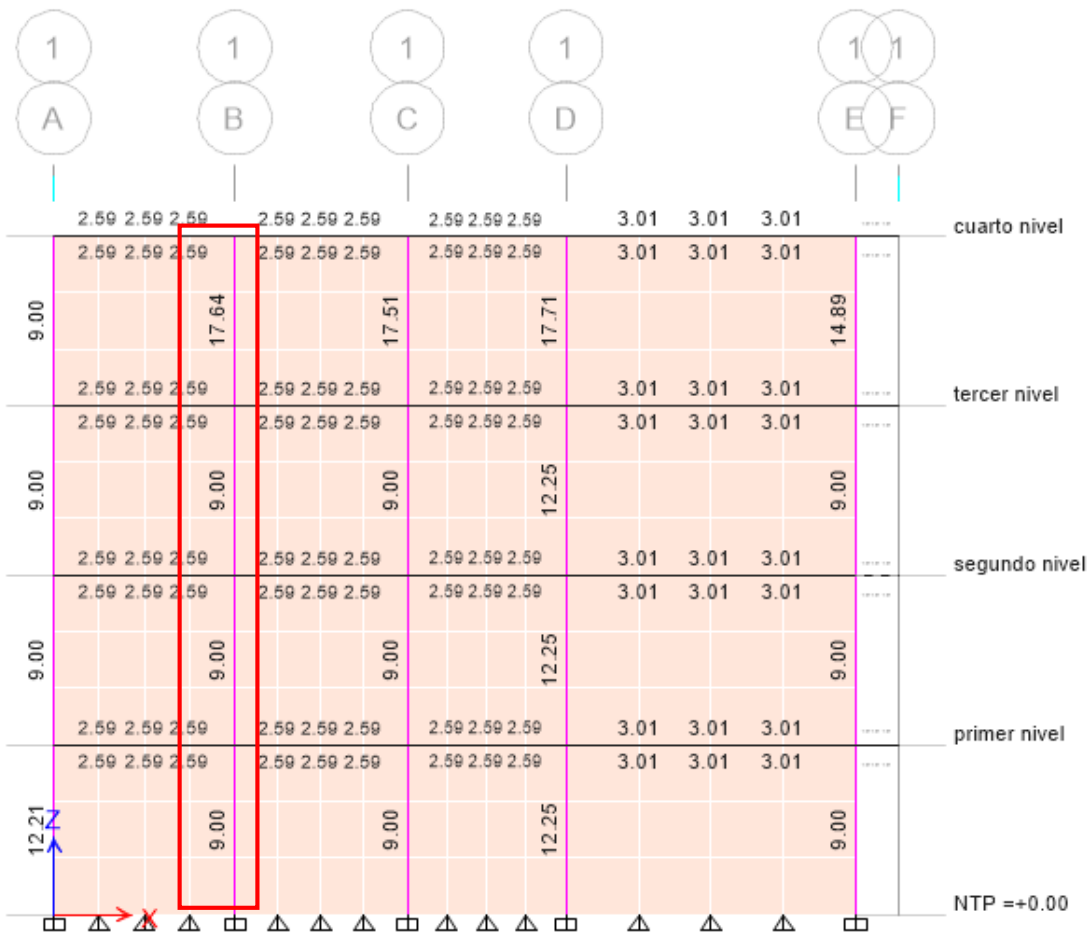 1 1 1 1 1 1
A B C D E F
2.59 2.59 2.59 2.59 2.59 2.59 2.59 2.59 2.59 3.01 3.01 3.01
cuarto nivel
2.59 2.59 2.59 2.59 2.59 2.59 2.59 2.59 2.59 3.01 3.01 3.01
9.00 17.64 17.51 17.71 14.89
2.59 2.59 2.59 2.59 2.59 2.59 2.59 2.59 2.59 3.01 3.01 3.01
tercer nivel
2.59 2.59 2.59 2.59 2.59 2.59 2.59 2.59 2.59 3.01 3.01 3.01
9.00 9.00 9.00 12.25 9.00
2.59 2.59 2.59 2.59 2.59 2.59 2.59 2.59 2.59 3.01 3.01 3.01
segundo nivel
2.59 2.59 2.59 2.59 2.59 2.59 2.59 2.59 2.59 3.01 3.01 3.01
9.00 9.00 9.00 12.25 9.00
2.59 2.59 2.59 2.59 2.59 2.59 2.59 2.59 2.59 3.01 3.01 3.01
primer nivel
2.59 2.59 2.59 2.59 2.59 2.59 2.59 2.59 2.59 3.01 3.01 3.01
12.21 9.00 9.00 12.25 9.00
Z
X
NTP =+0.00